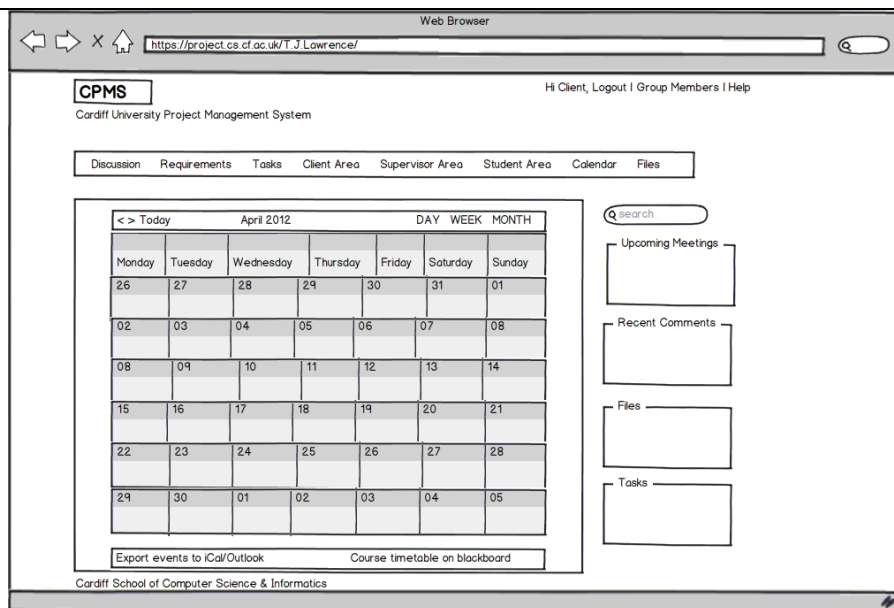 Web Browser
https://project.cs.cf.ac.uk/T.J.Lawrence/
CPMS
Hi Client, Logout | Group Members | Help
Cardiff University Project Management System
Discussion Requirements Tasks Client Area Supervisor Area Student Area Calendar Files
< > Today April 2012 DAY WEEK MONTH
Monday Tuesday Wednesday Thursday Friday Saturday Sunday
26 27 28 29 30 31 01
02 03 04 05 06 07 08
08 09 10 11 12 13 14
15 16 17 18 19 20 21
22 23 24 25 26 27 28
29 30 01 02 03 04 05
Export events to iCal/Outlook Course timetable on blackboard
search
Upcoming Meetings
Recent Comments
Files
Tasks
Cardiff School of Computer Science & Informatics